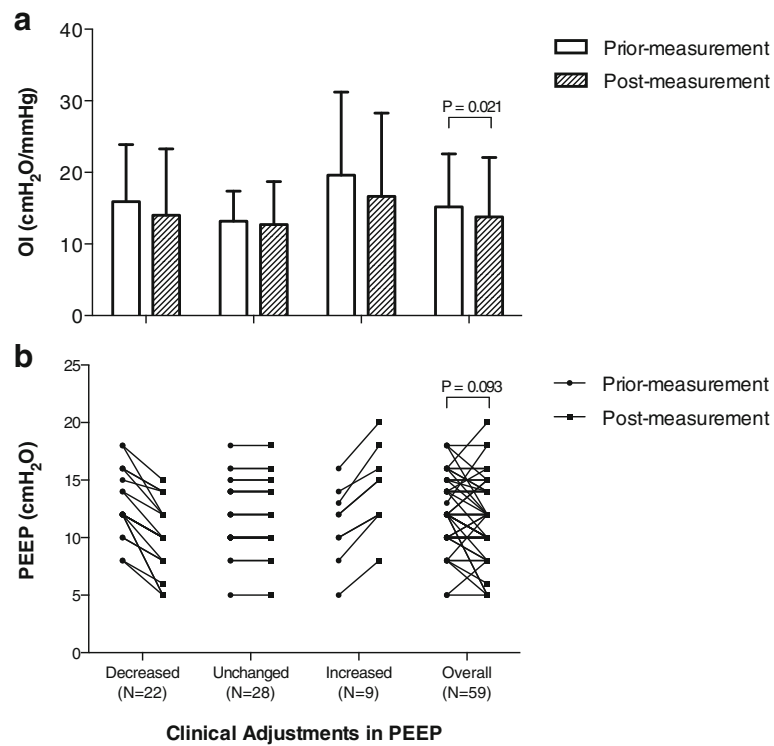 a
40
30
20
10
0
OI (cmH₂O/mmHg)
P = 0.021
Prior-measurement
Post-measurement
b
25
20
15
10
5
0
PEEP (cmH₂O)
P = 0.093
Prior-measurement
Post-measurement
Decreased
(N=22)
Unchanged
(N=28)
Increased
(N=9)
Overall
(N=59)
Clinical Adjustments in PEEP